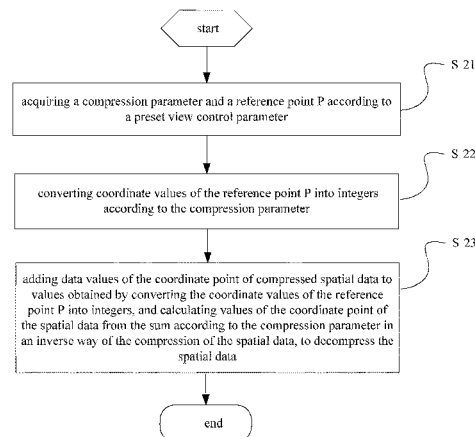 start
S 21
acquiring a compression parameter and a reference point P according to
a preset view control parameter
S 22
converting coordinate values of the reference point P into integers
according to the compression parameter
S 23
adding data values of the coordinate point of compressed spatial data to
values obtained by converting the coordinate values of the reference
point P into integers, and calculating values of the coordinate point of
the spatial data from the sum according to the compression parameter in
an inverse way of the compression of the spatial data, to decompress the
spatial data
end